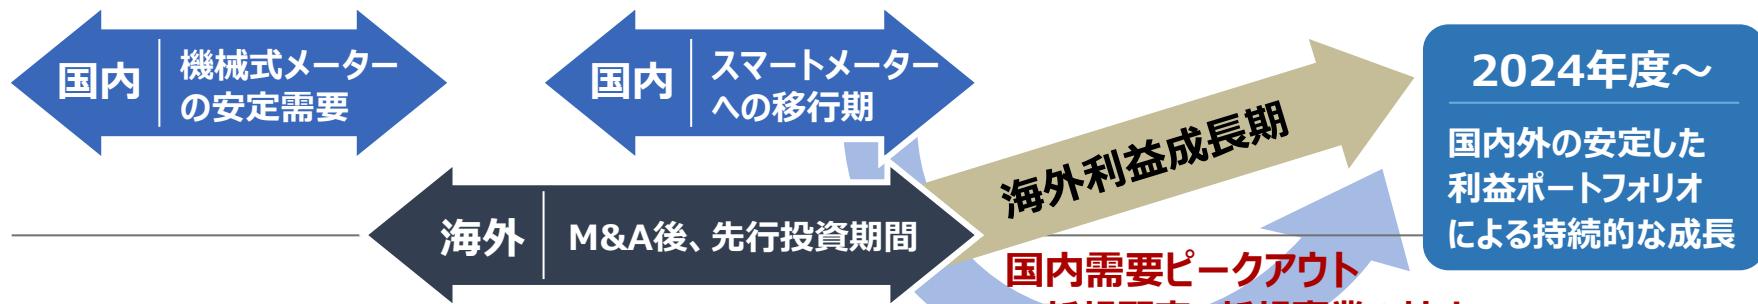 国内
機械式メーター
の安定需要
国内
スマートメーター
への移行期
海外
M&A後、先行投資期間
海外利益成長期
国内需要ピークアウト
2024年度～
国内外の安定した
利益ポートフォリオ
による持続的な成長